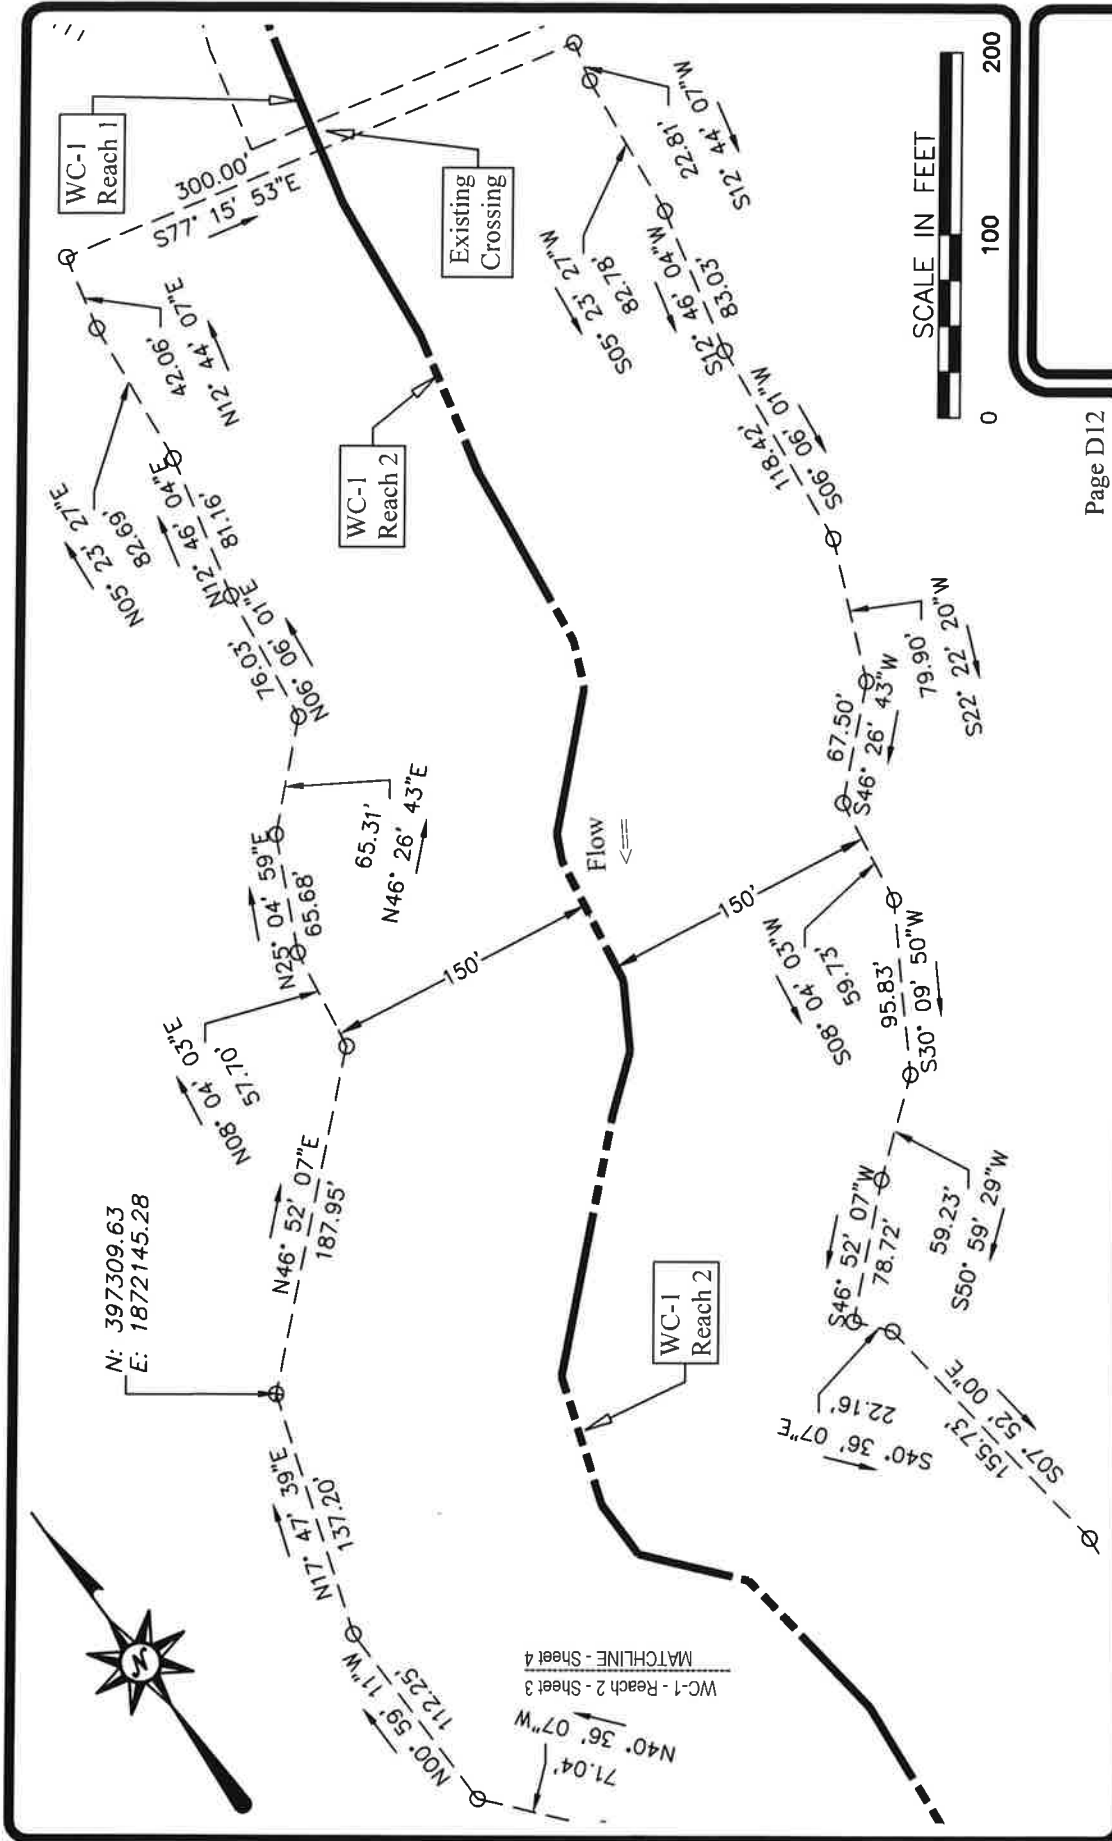 WC-1
Reach 1
300.00'
S77° 15' 53"E
Existing
Crossing
42.06'
N12° 44' 07"E
N05° 23' 27"E
82.69'
N12° 46' 04"E
81.16'
76.03'
N06° 06' 01"E
WC-1
Reach 2
22.81'
S12° 44' 07"W
S05° 23' 27"W
82.78'
S12° 46' 04"W
83.03'
118.42'
S06° 06' 01"W
SCALE IN FEET
0
100
200
Page D12
79.90'
S22° 22' 20"W
67.50'
S46° 26' 43"W
65.31'
N46° 26' 43"E
N25° 04' 59"E
65.68'
Flow
<==
150'
150'
N08° 04' 03"E
57.70'
S08° 04' 03"W
59.73'
95.83'
S30° 09' 50"W
N: 397309.63
E: 1872145.28
N46° 52' 07"E
187.95'
59.23'
S50° 59' 29"W
S46° 52' 07"W
78.72'
WC-1
Reach 2
S40° 36' 07"E
22.16'
155.73'
S07° 52' 00"E
N17° 47' 39"E
137.20'
N00° 59' 11"W
112.25'
N
WC-1 - Reach 2 - Sheet 3
MATCHLINE - Sheet 4
N40° 36' 07"W
71.04'